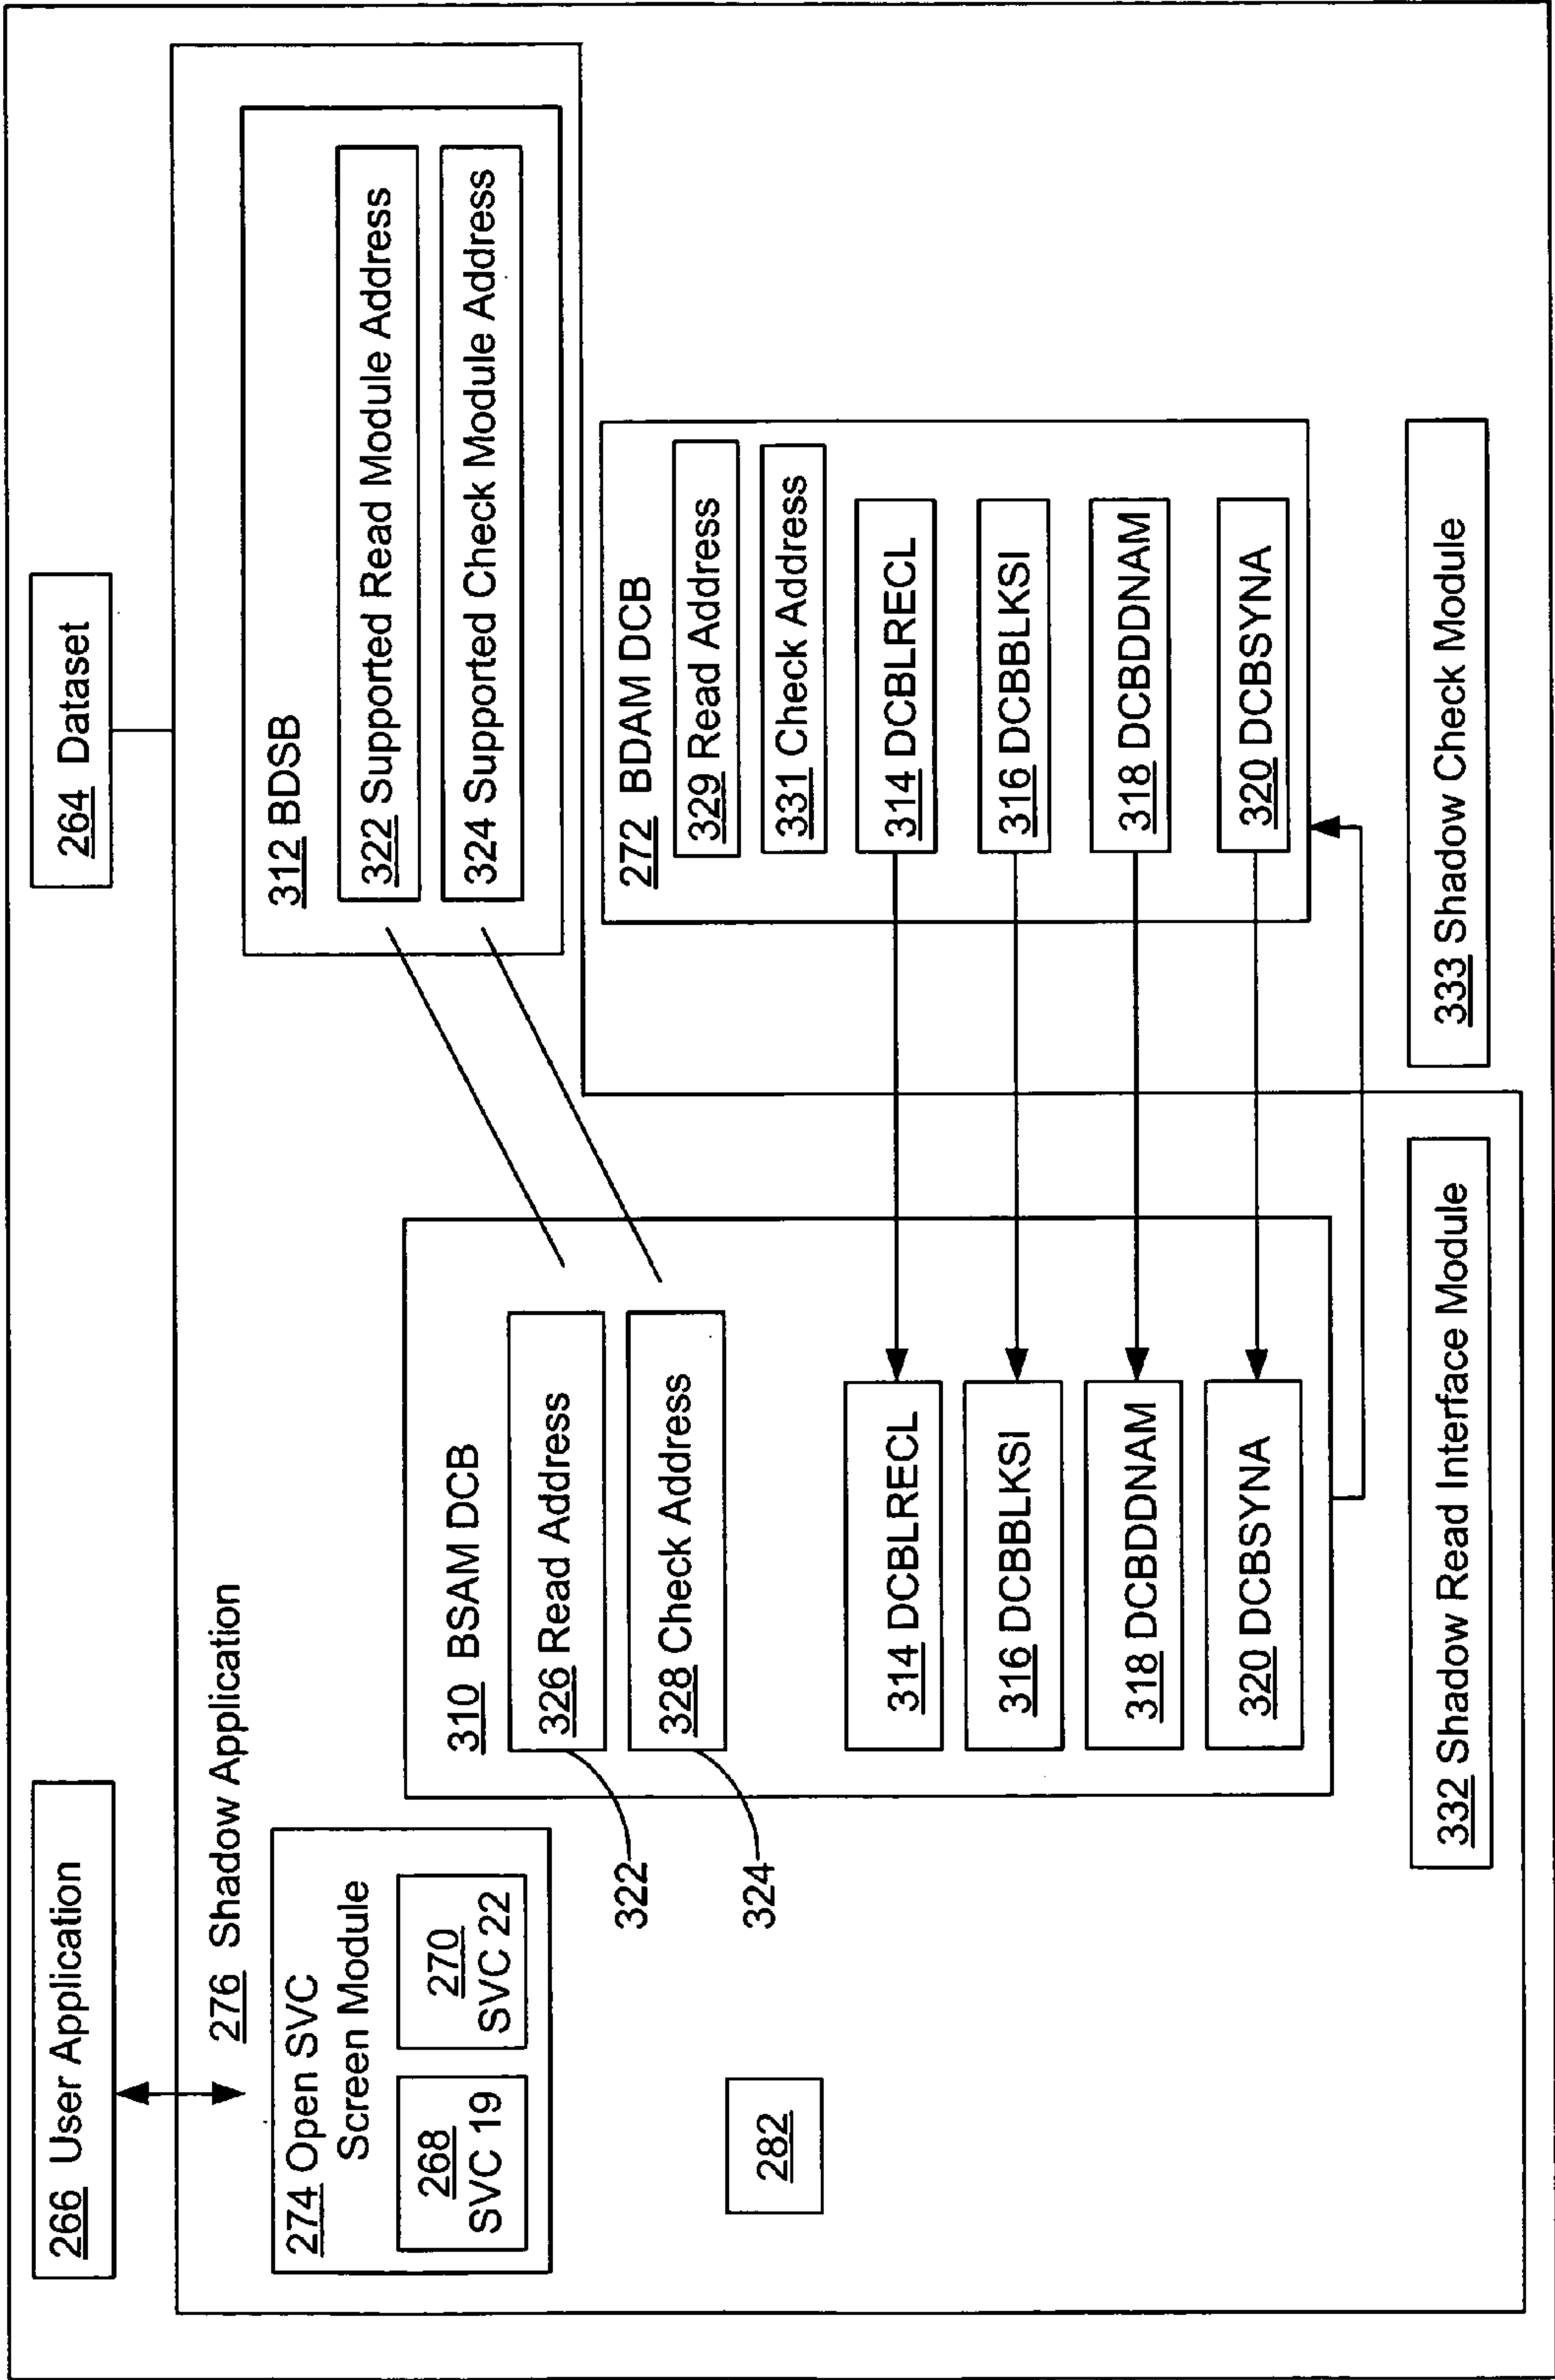 266 User Application
264 Dataset
276 Shadow Application
274 Open SVC
Screen Module
268
SVC 19
270
SVC 22
282
312 BDSB
322 Supported Read Module Address
324 Supported Check Module Address
310 BSAM DCB
326 Read Address
328 Check Address
322
324
314 DCBLRECL
316 DCBBLKSI
318 DCBDDNAM
320 DCBSYNA
272 BDAM DCB
329 Read Address
331 Check Address
314 DCBLRECL
316 DCBBLKSI
318 DCBDDNAM
320 DCBSYNA
332 Shadow Read Interface Module
333 Shadow Check Module